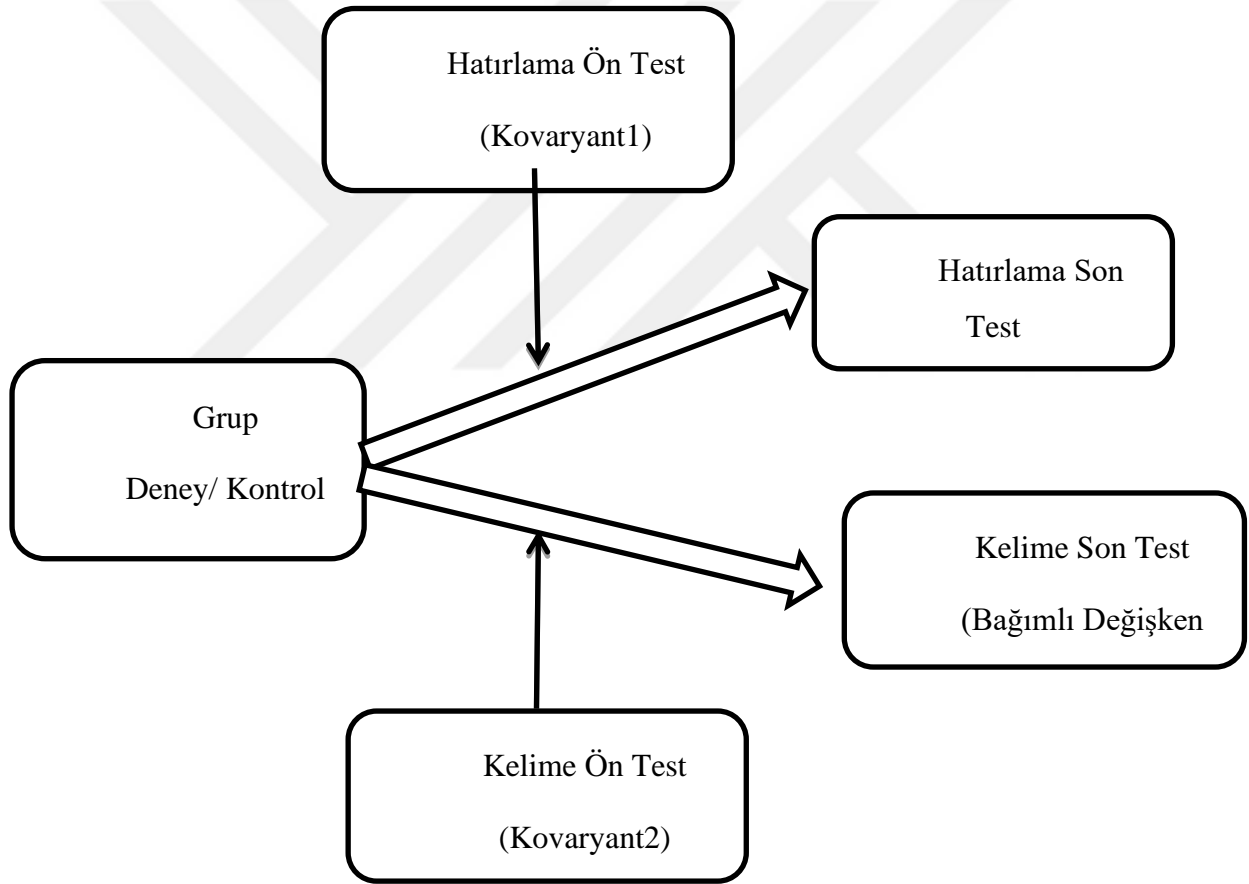 Hatırlama Ön Test
(Kovaryant1)
Hatırlama Son
Test
Grup
Deney/ Kontrol
Kelime Son Test
(Bağımlı Değişken
Kelime Ön Test
(Kovaryant2)